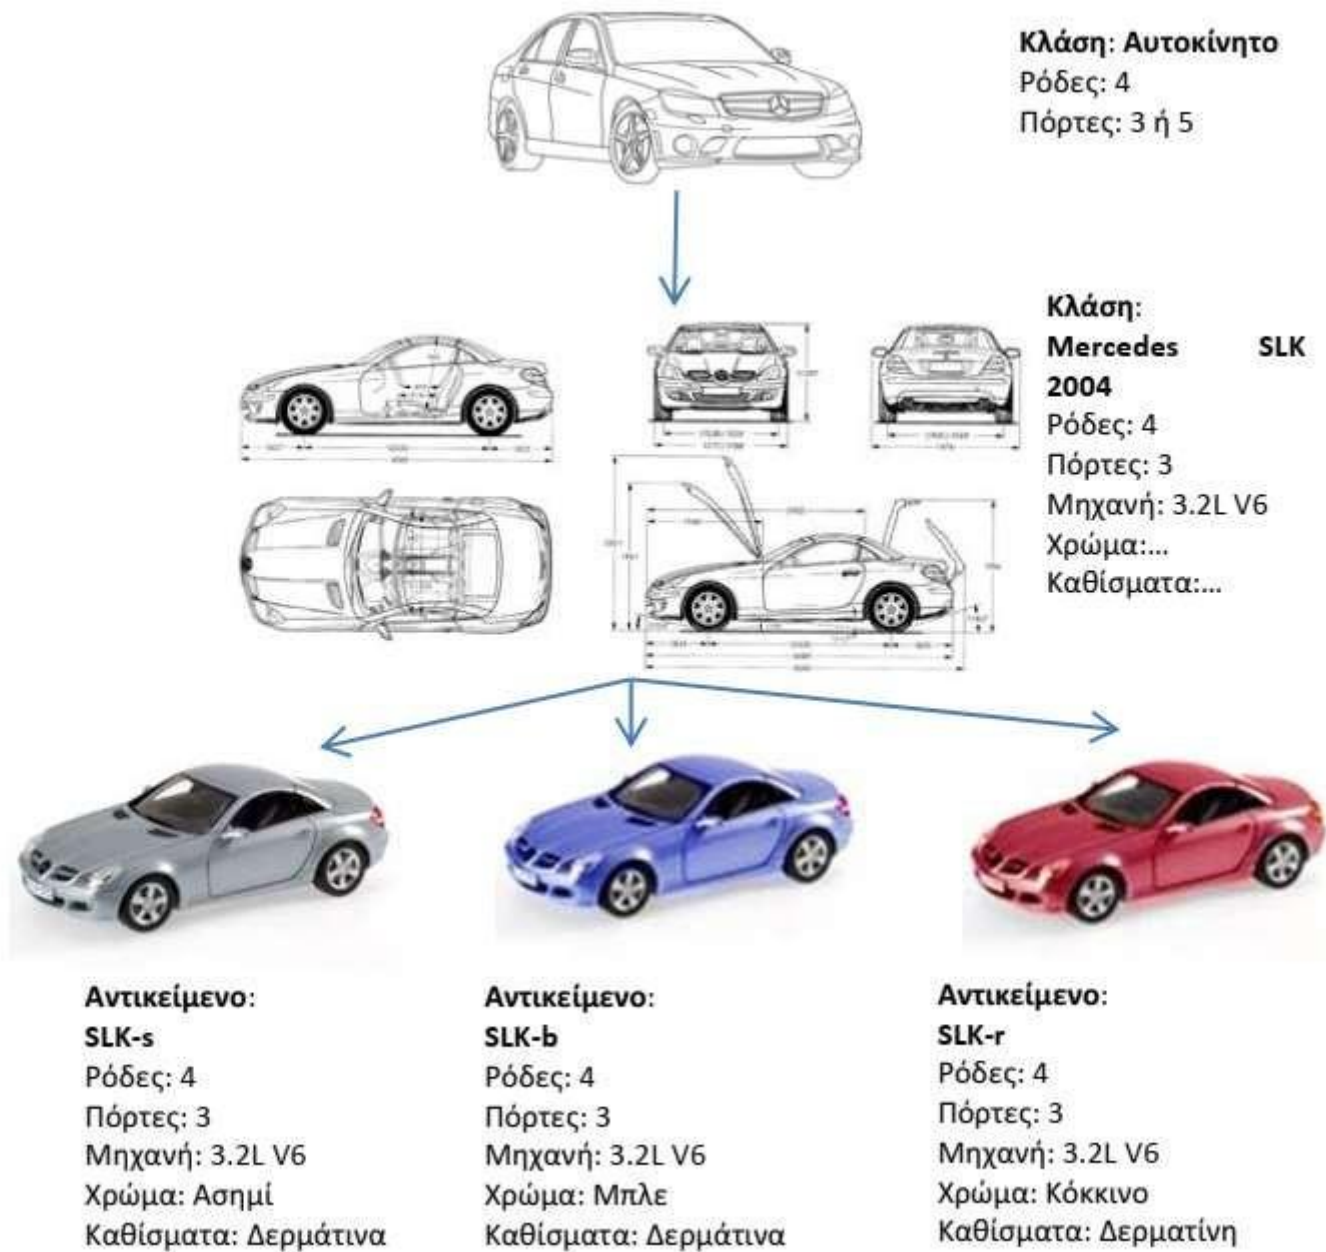 Κλάση: Αυτοκίνητο
Ρόδες: 4
Πόρτες: 3 ή 5
Κλάση:
Mercedes SLK
2004
Ρόδες: 4
Πόρτες: 3
Μηχανή: 3.2L V6
Χρώμα:...
Καθίσματα:...
Αντικείμενο:
SLK-s
Ρόδες: 4
Πόρτες: 3
Μηχανή: 3.2L V6
Χρώμα: Ασημί
Καθίσματα: Δερμάτινα
Αντικείμενο:
SLK-b
Ρόδες: 4
Πόρτες: 3
Μηχανή: 3.2L V6
Χρώμα: Μπλε
Καθίσματα: Δερμάτινα
Αντικείμενο:
SLK-r
Ρόδες: 4
Πόρτες: 3
Μηχανή: 3.2L V6
Χρώμα: Κόκκινο
Καθίσματα: Δερματίνη